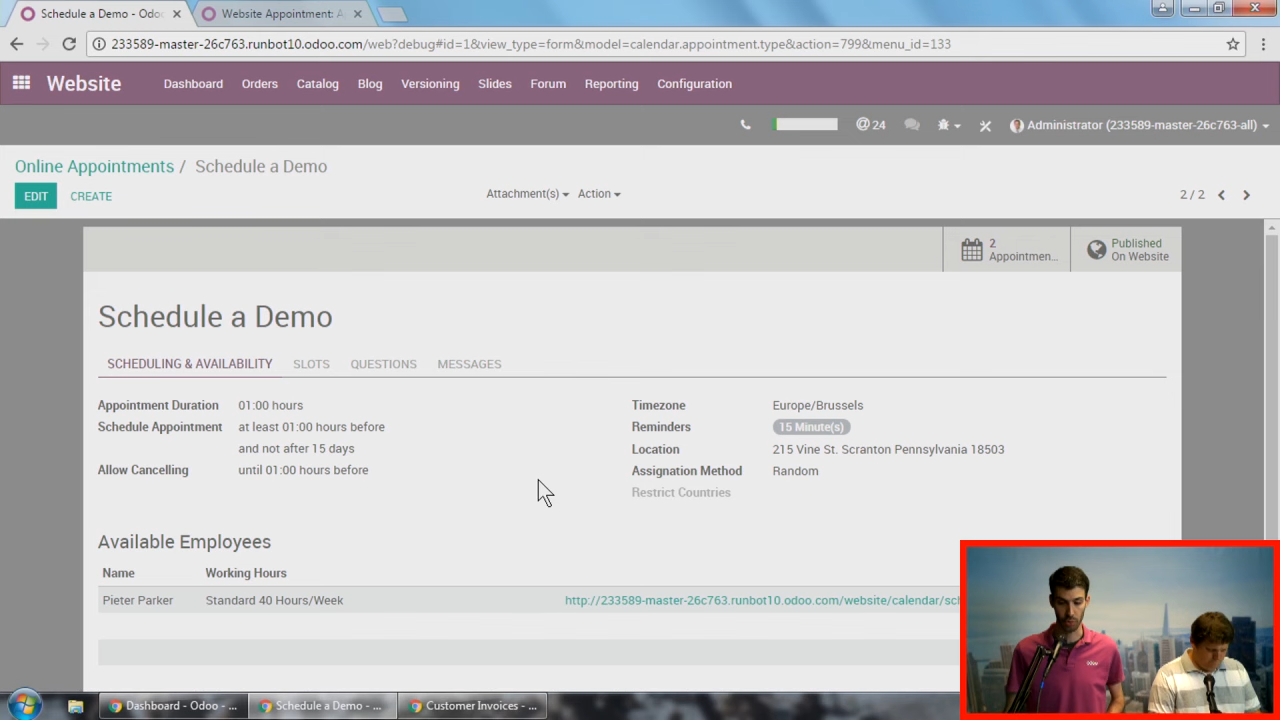 Schedule a Demo - Odoo
Website Appointment: A
233589-master-26c763.runbot10.odoo.com/web?debug#id=1&view_type=form&model=calendar.appointment.type&action=799&menu_id=133
Website Dashboard Orders Catalog Blog Versioning Slides Forum Reporting Configuration
@ 24 Administrator (233589-master-26c763-all)
Online Appointments / Schedule a Demo
EDIT CREATE Attachment(s) Action 2 / 2
2 Appointmen...
Published On Website
Schedule a Demo
SCHEDULING & AVAILABILITY SLOTS QUESTIONS MESSAGES
Appointment Duration 01:00 hours
Schedule Appointment at least 01:00 hours before
and not after 15 days
Allow Cancelling until 01:00 hours before
Timezone Europe/Brussels
Reminders 15 Minute(s)
Location 215 Vine St. Scranton Pennsylvania 18503
Assignation Method Random
Restrict Countries
Available Employees
Name Working Hours
Pieter Parker Standard 40 Hours/Week http://233589-master-26c763.runbot10.odoo.com/website/calendar/sch
Dashboard - Odoo - ... Schedule a Demo - ... Customer Invoices - ...